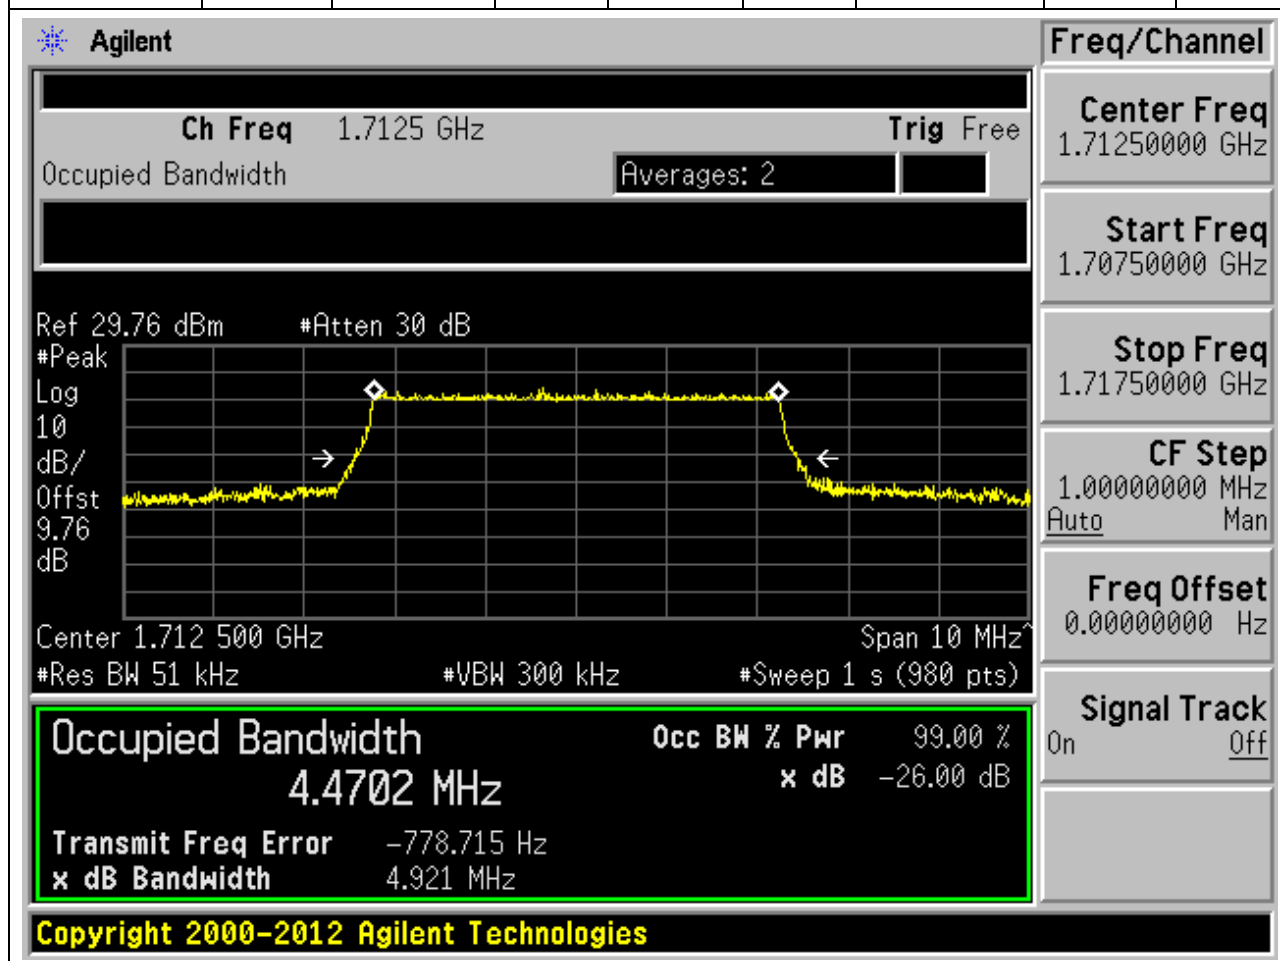 Agilent
Freq/Channel
Ch Freq 1.7125 GHz Trig Free
Occupied Bandwidth Averages: 2
Ref 29.76 dBm #Atten 30 dB
#Peak
Log
10
dB/
Offst
9.76
dB
Center 1.712 500 GHz Span 10 MHz^
#Res BW 51 kHz #VBW 300 kHz #Sweep 1 s (980 pts)
Occupied Bandwidth Occ BW % Pwr 99.00 %
4.4702 MHz x dB -26.00 dB
Transmit Freq Error -778.715 Hz
x dB Bandwidth 4.921 MHz
Copyright 2000-2012 Agilent Technologies
Center Freq
1.71250000 GHz
Start Freq
1.70750000 GHz
Stop Freq
1.71750000 GHz
CF Step
1.00000000 MHz
Auto Man
Freq Offset
0.00000000 Hz
Signal Track
On Off